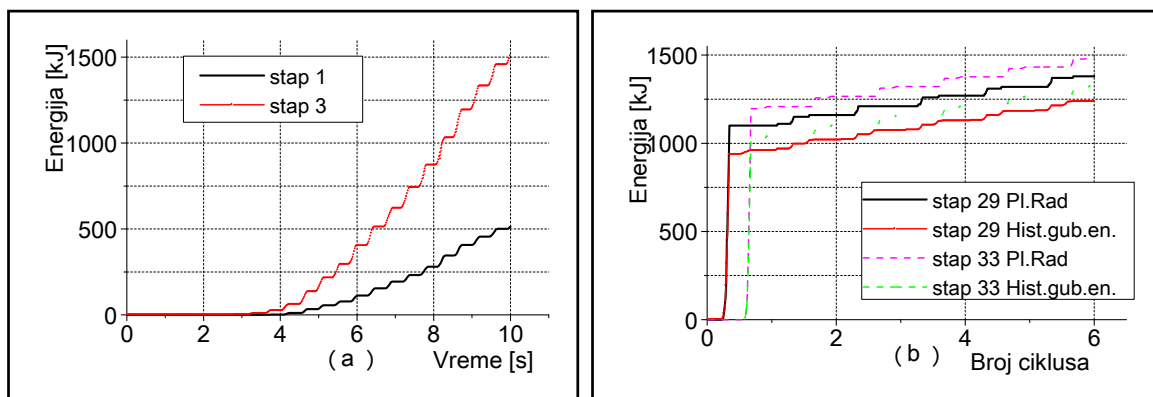 Energija [kJ]
1500
1000
500
0
stap 1
stap 3
0 2 4 6 8 10
( a )
Vreme [s]
Energija [kJ]
1500
1000
500
0
stap 29 Pl.Rad
stap 29 Hist.gub.en.
stap 33 Pl.Rad
stap 33 Hist.gub.en.
0 2 4 6
( b )
Broj ciklusa